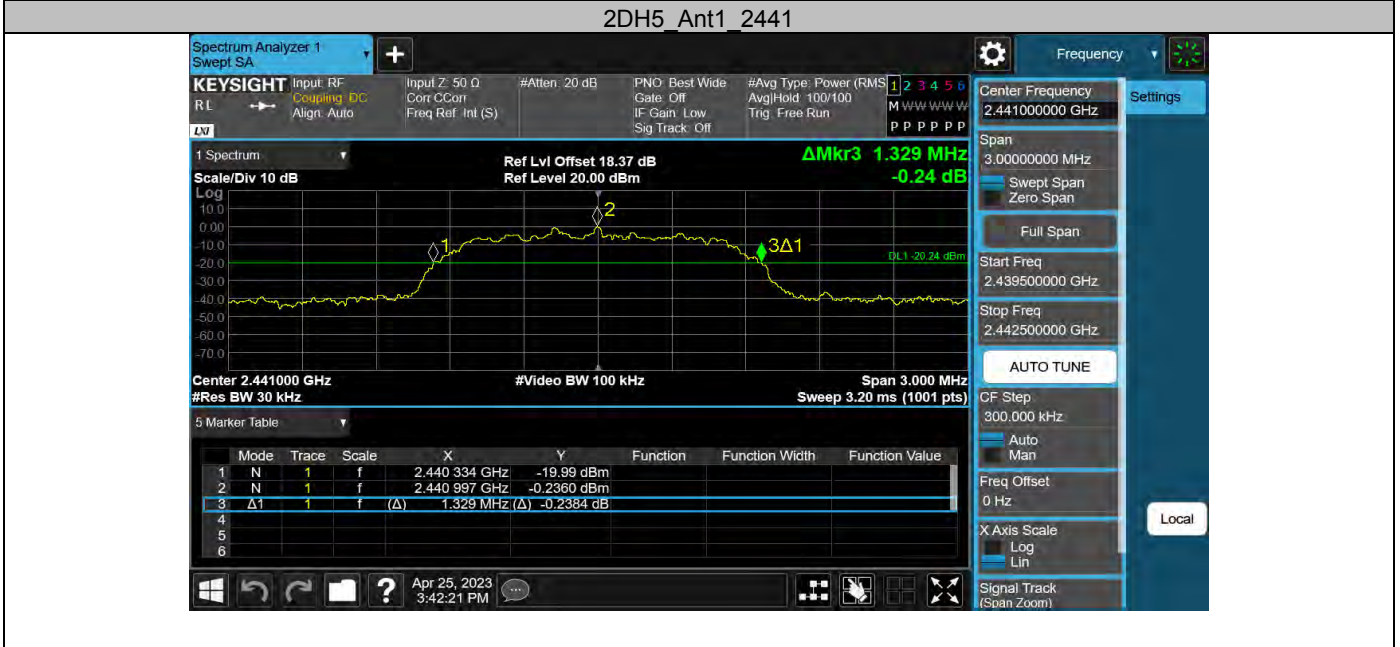 2DH5_Ant1_2441
Spectrum Analyzer 1
Swept SA
+
Frequency
KEYSIGHT
RL
LXI
Input: RF
Coupling: DC
Align: Auto
Input Z: 50 Ω
Corr CCorr
Freq Ref: Int (S)
#Atten: 20 dB
PNO: Best Wide
Gate: Off
IF Gain: Low
Sig Track: Off
#Avg Type: Power (RMS
Avg|Hold: 100/100
Trig: Free Run
1 2 3 4 5 6
M W W W W W
P P P P P P
1 Spectrum
Scale/Div 10 dB
Ref Lvl Offset 18.37 dB
Ref Level 20.00 dBm
ΔMkr3 1.329 MHz
-0.24 dB
Log
10.0
0.00
-10.0
-20.0
-30.0
-40.0
-50.0
-60.0
-70.0
1
2
3Δ1
DL1 -20.24 dBm
Center 2.441000 GHz
#Res BW 30 kHz
#Video BW 100 kHz
Span 3.000 MHz
Sweep 3.20 ms (1001 pts)
5 Marker Table
Mode Trace Scale X Y Function Function Width Function Value
1 N 1 f 2.440 334 GHz -19.99 dBm
2 N 1 f 2.440 997 GHz -0.2360 dBm
3 Δ1 1 f (Δ) 1.329 MHz (Δ) -0.2384 dB
4
5
6
?
Apr 25, 2023
3:42:21 PM
Center Frequency
2.441000000 GHz
Span
3.00000000 MHz
Swept Span
Zero Span
Full Span
Start Freq
2.439500000 GHz
Stop Freq
2.442500000 GHz
AUTO TUNE
CF Step
300.000 kHz
Auto
Man
Freq Offset
0 Hz
X Axis Scale
Log
Lin
Signal Track
(Span Zoom)
Settings
Local